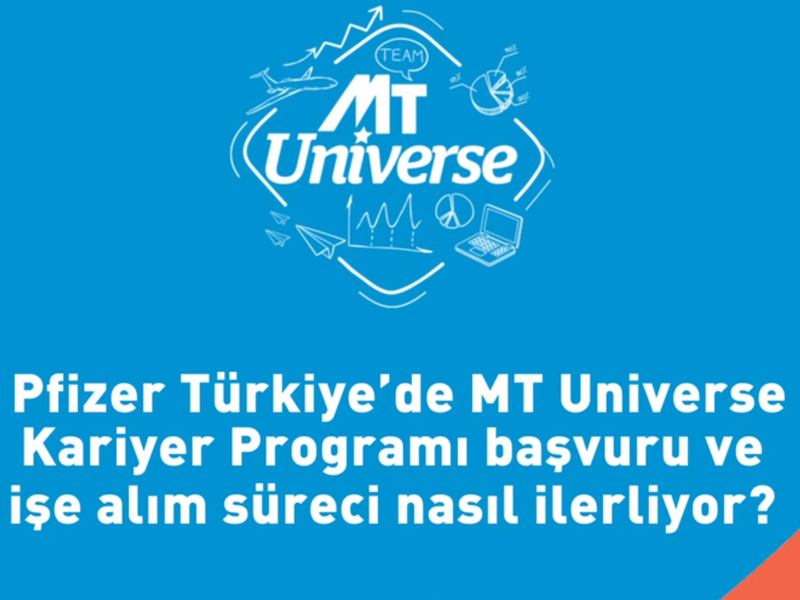 TEAM
MT
Universe
Pfizer Türkiye’de MT Universe
Kariyer Programı başvuru ve
işe alım süreci nasıl ilerliyor?